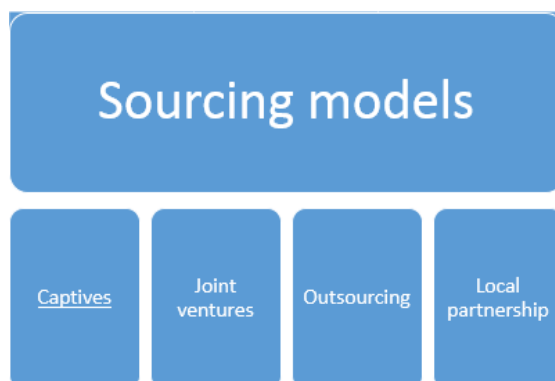 Sourcing models
Captives
Joint
ventures
Outsourcing
Local
partnership